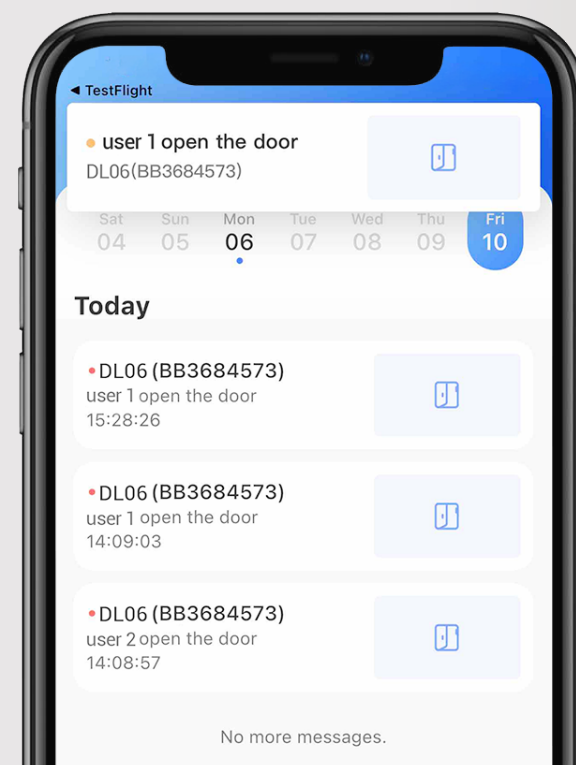 ◀ TestFlight
user 1 open the door
DL06(BB3684573)
Sat Sun Mon Tue Wed Thu Fri
04 05 06 07 08 09 10
Today
DL06 (BB3684573)
user 1 open the door
15:28:26
DL06 (BB3684573)
user 1 open the door
14:09:03
DL06 (BB3684573)
user 2 open the door
14:08:57
No more messages.